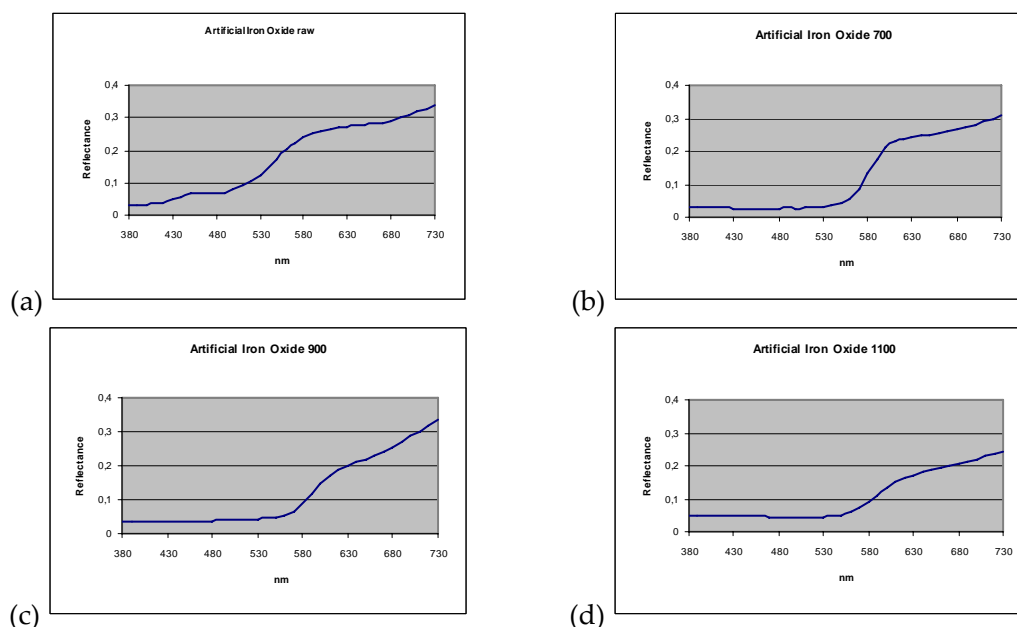 Artificial Iron Oxide raw
0,4
0,3
0,2
0,1
0
Reflectance
380 430 480 530 580 630 680 730
nm
(a)
Artificial Iron Oxide 700
0,4
0,3
0,2
0,1
0
Reflectance
380 430 480 530 580 630 680 730
nm
(b)
Artificial Iron Oxide 900
0,4
0,3
0,2
0,1
0
Reflectance
380 430 480 530 580 630 680 730
nm
(c)
Artificial Iron Oxide 1100
0,4
0,3
0,2
0,1
0
Reflectance
380 430 480 530 580 630 680 730
nm
(d)